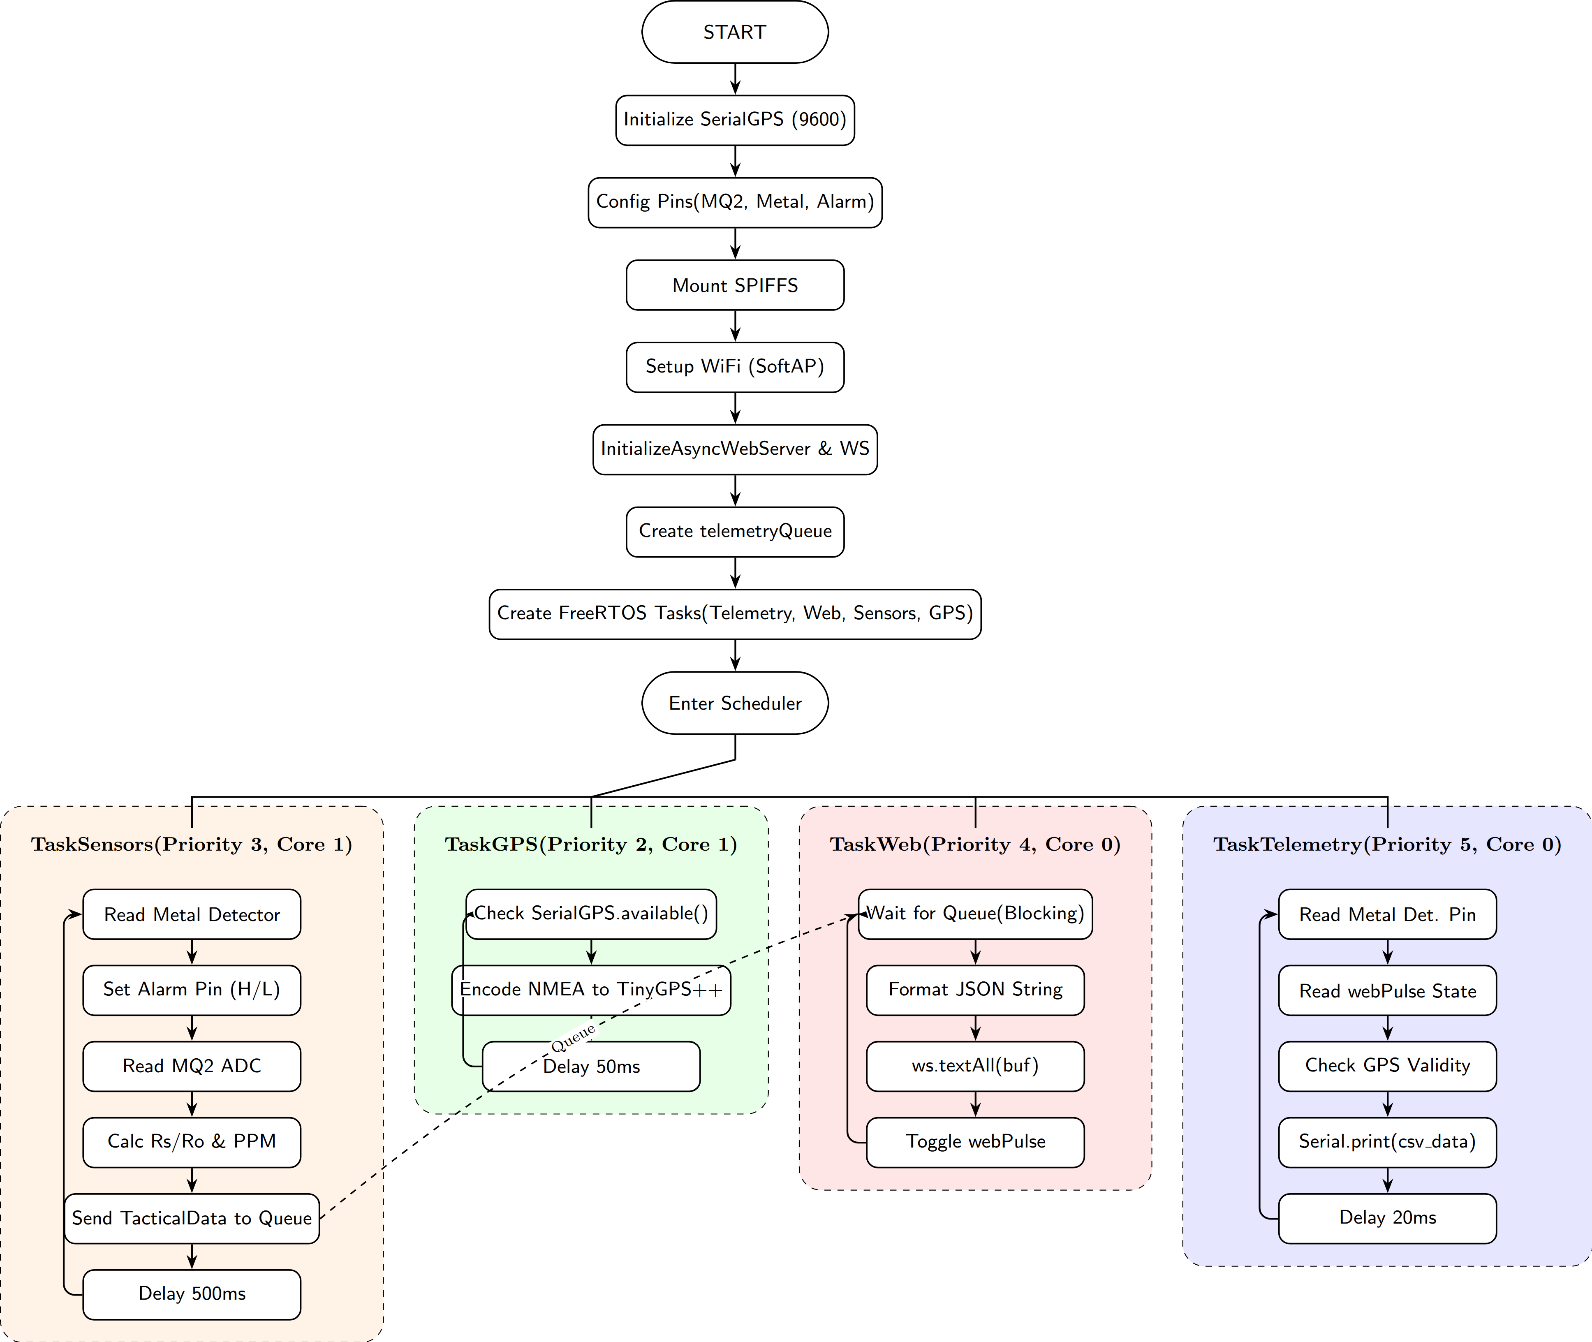 START
Initialize SerialGPS (9600)
Config Pins(MQ2, Metal, Alarm)
Mount SPIFFS
Setup WiFi (SoftAP)
InitializeAsyncWebServer & WS
Create telemetryQueue
Create FreeRTOS Tasks(Telemetry, Web, Sensors, GPS)
Enter Scheduler
TaskSensors(Priority 3, Core 1)
Read Metal Detector
Set Alarm Pin (H/L)
Read MQ2 ADC
Calc Rs/Ro & PPM
Send TacticalData to Queue
Delay 500ms
TaskGPS(Priority 2, Core 1)
Check SerialGPS.available()
Encode NMEA to TinyGPS++
Delay 50ms
Queue
TaskWeb(Priority 4, Core 0)
Wait for Queue(Blocking)
Format JSON String
ws.textAll(buf)
Toggle webPulse
TaskTelemetry(Priority 5, Core 0)
Read Metal Det. Pin
Read webPulse State
Check GPS Validity
Serial.print(csv_data)
Delay 20ms